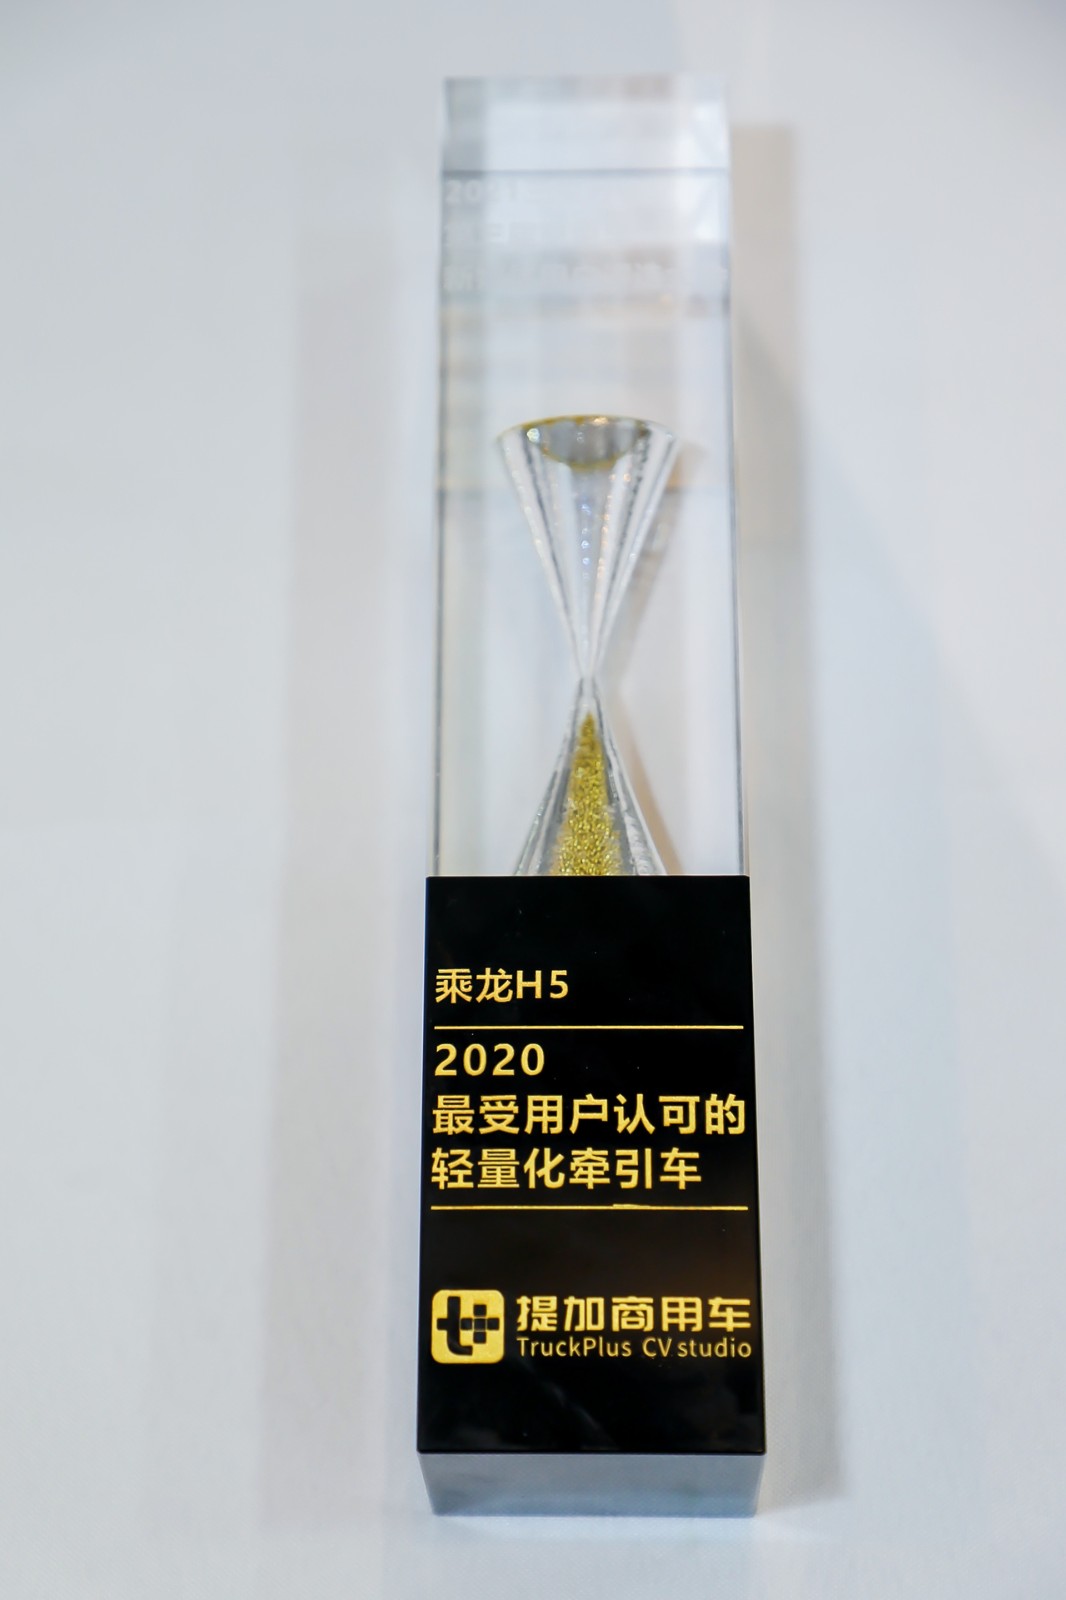 乘龙H5
2020
最受用户认可的
轻量化牵引车
提加商用车
TruckPlus CV studio